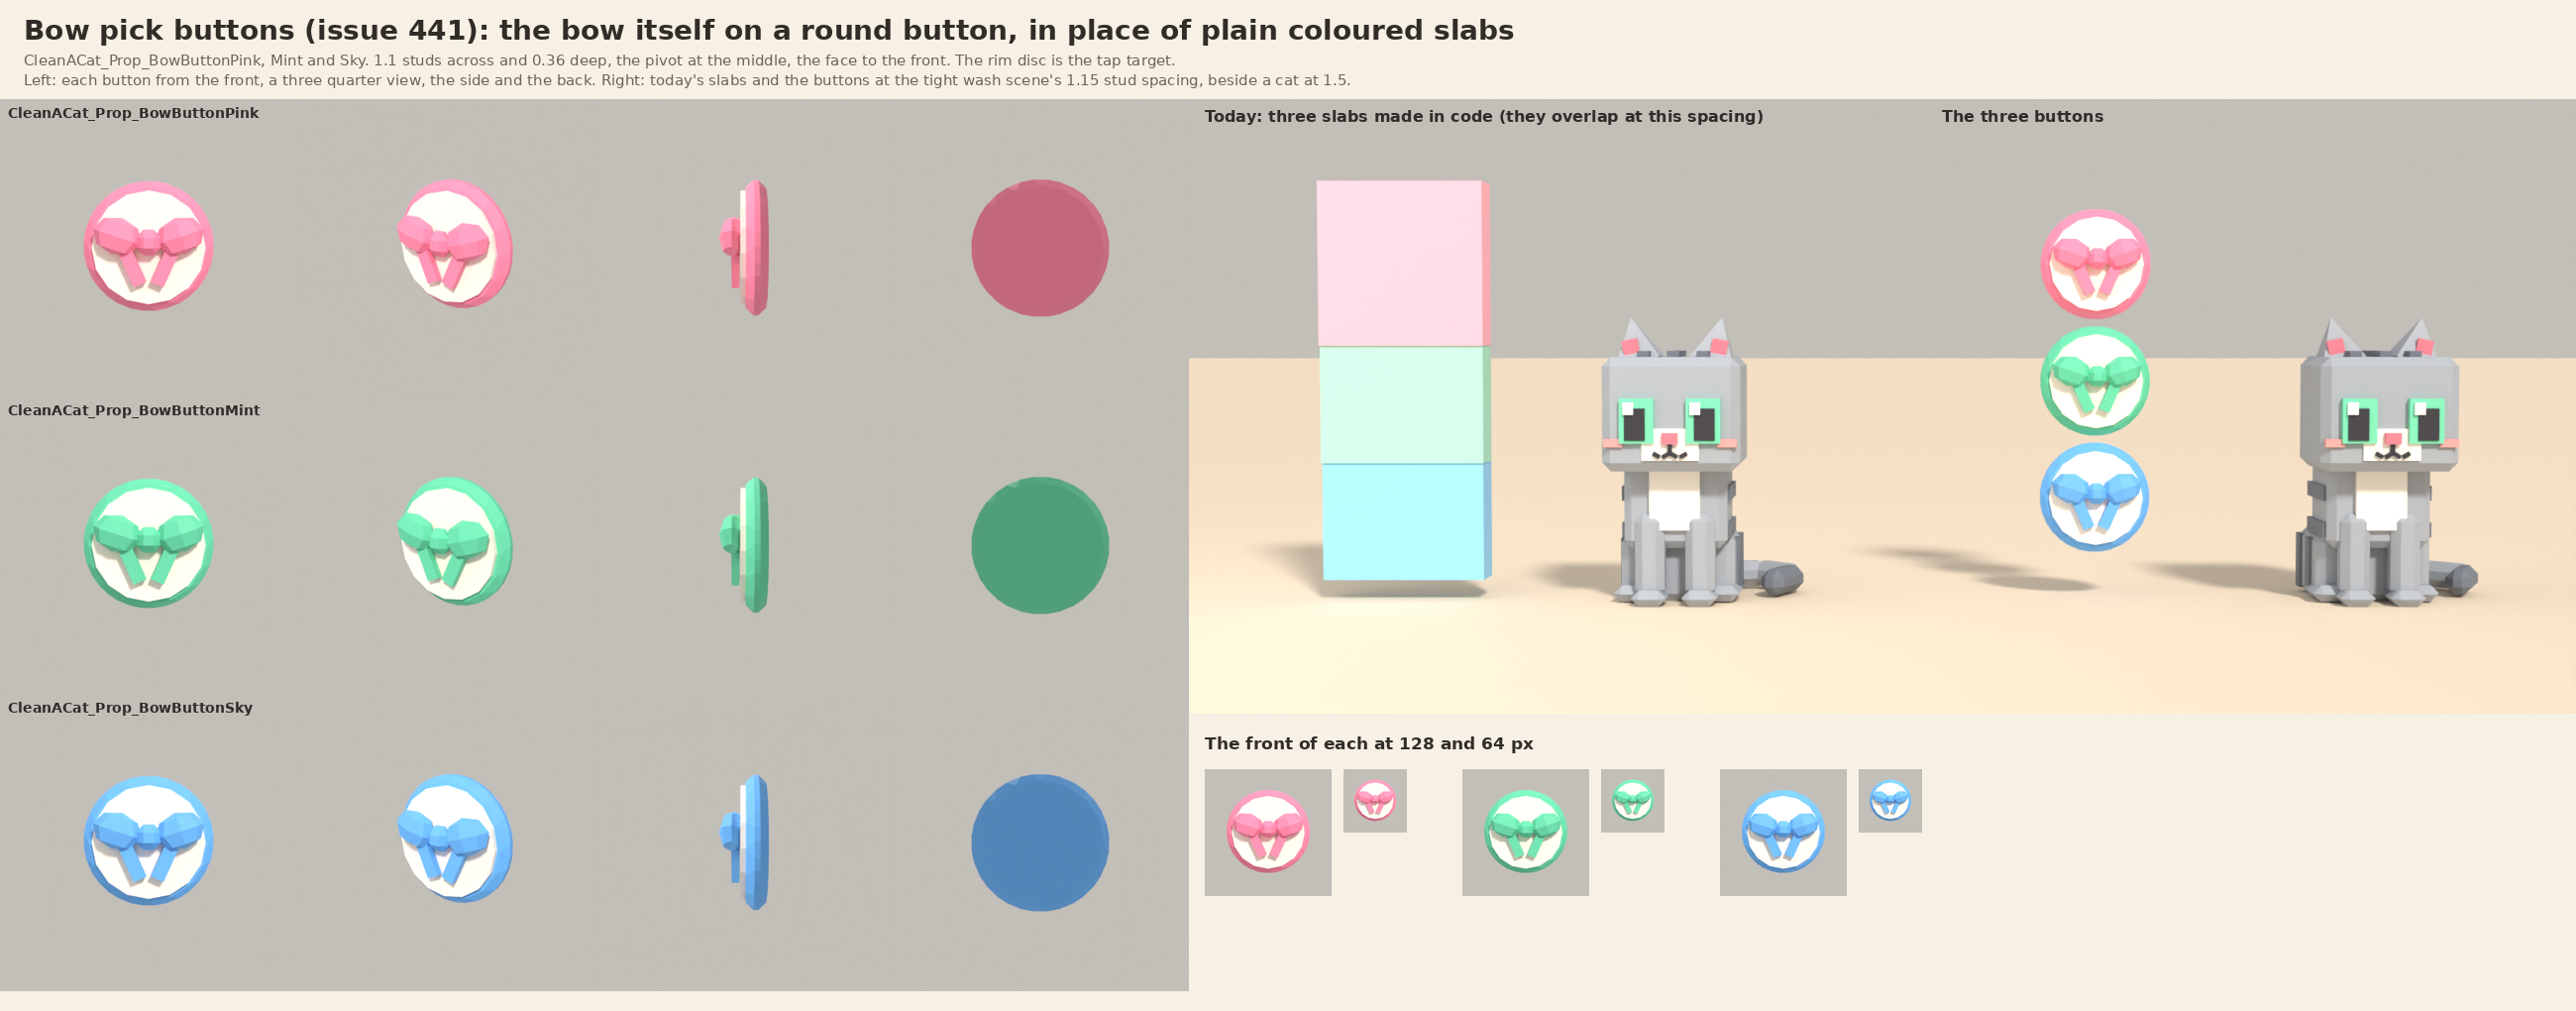 Bow pick buttons (issue 441): the bow itself on a round button, in place of plain coloured slabs
CleanACat_Prop_BowButtonPink, Mint and Sky. 1.1 studs across and 0.36 deep, the pivot at the middle, the face to the front. The rim disc is the tap target.
Left: each button from the front, a three quarter view, the side and the back. Right: today's slabs and the buttons at the tight wash scene's 1.15 stud spacing, beside a cat at 1.5.
CleanACat_Prop_BowButtonPink
Today: three slabs made in code (they overlap at this spacing)
The three buttons
CleanACat_Prop_BowButtonMint
CleanACat_Prop_BowButtonSky
The front of each at 128 and 64 px